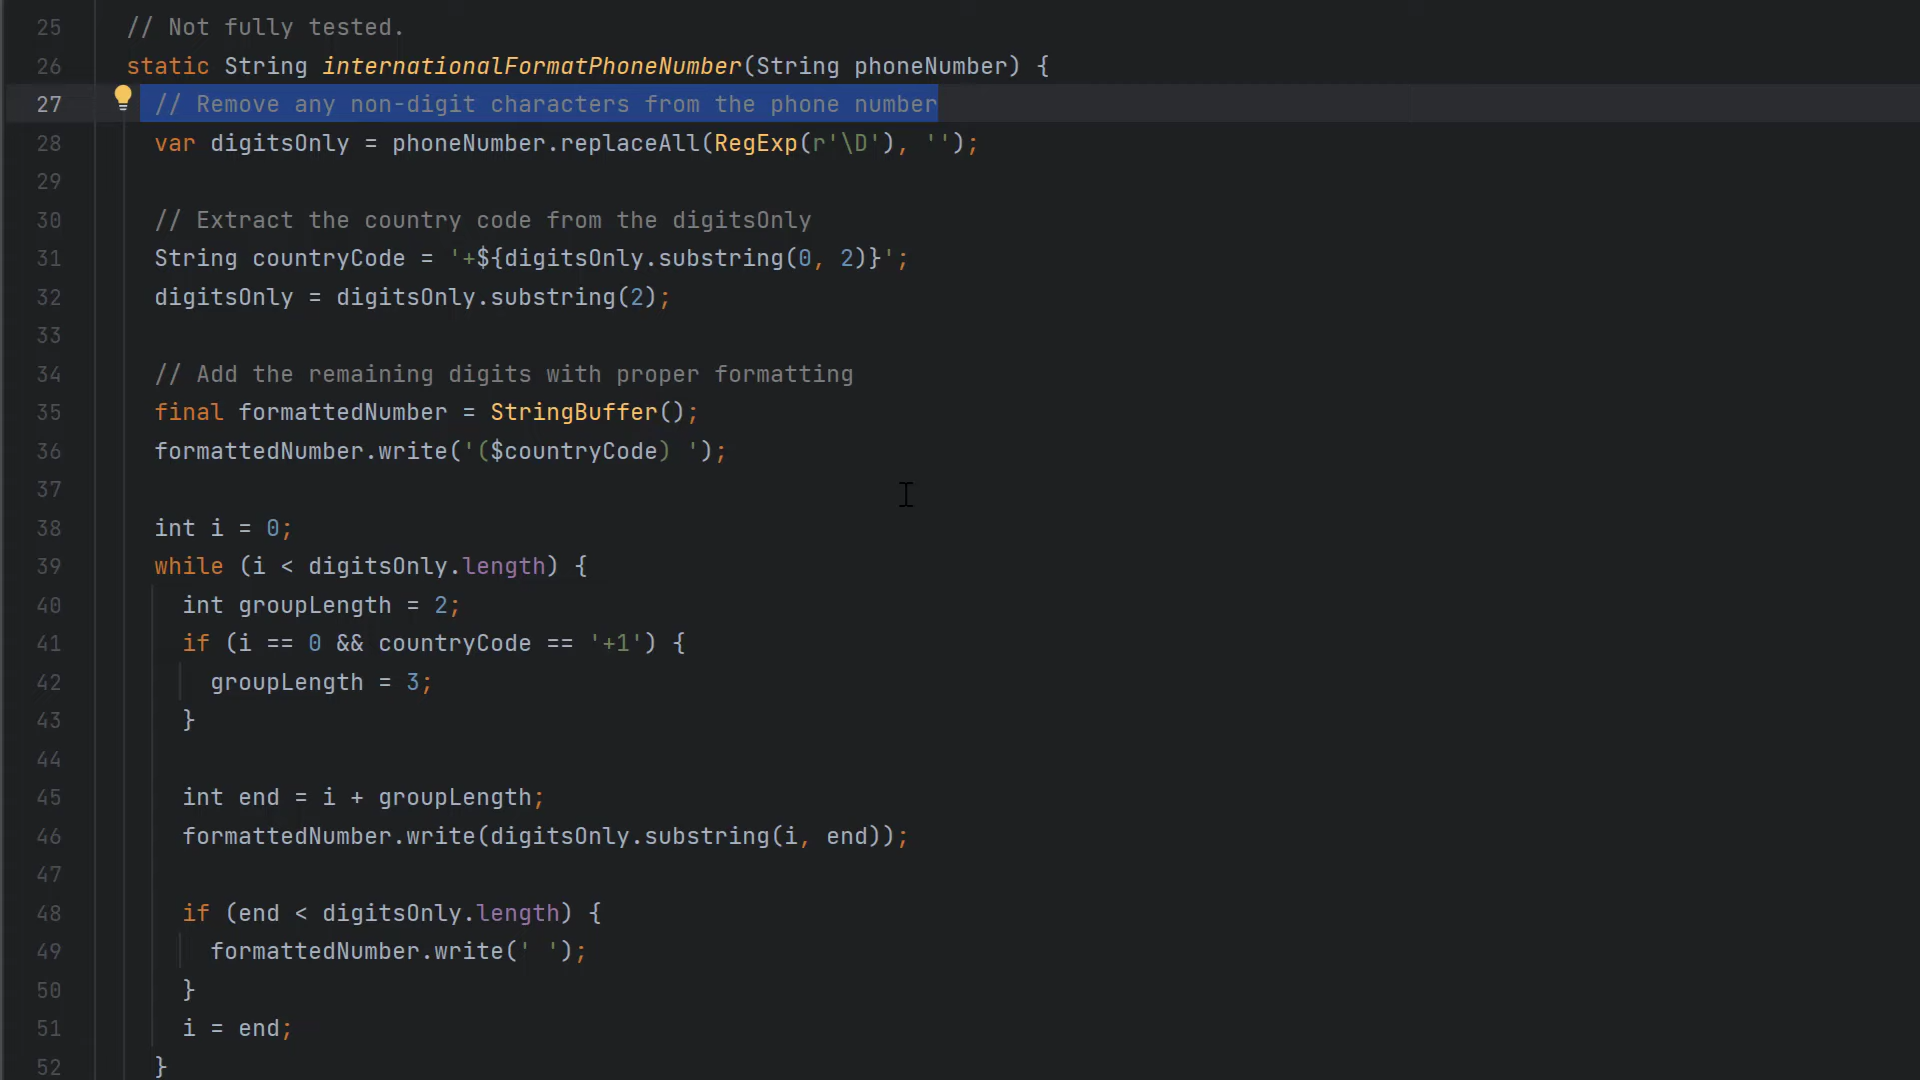 25 // Not fully tested.
26 static String internationalFormatPhoneNumber(String phoneNumber) {
27 // Remove any non-digit characters from the phone number
28 var digitsOnly = phoneNumber.replaceAll(RegExp(r'\D'), '');
29
30 // Extract the country code from the digitsOnly
31 String countryCode = '+${digitsOnly.substring(0, 2)}';
32 digitsOnly = digitsOnly.substring(2);
33
34 // Add the remaining digits with proper formatting
35 final formattedNumber = StringBuffer();
36 formattedNumber.write('($countryCode) ');
37
38 int i = 0;
39 while (i < digitsOnly.length) {
40 int groupLength = 2;
41 if (i == 0 && countryCode == '+1') {
42 groupLength = 3;
43 }
44
45 int end = i + groupLength;
46 formattedNumber.write(digitsOnly.substring(i, end));
47
48 if (end < digitsOnly.length) {
49 formattedNumber.write(' ');
50 }
51 i = end;
52 }